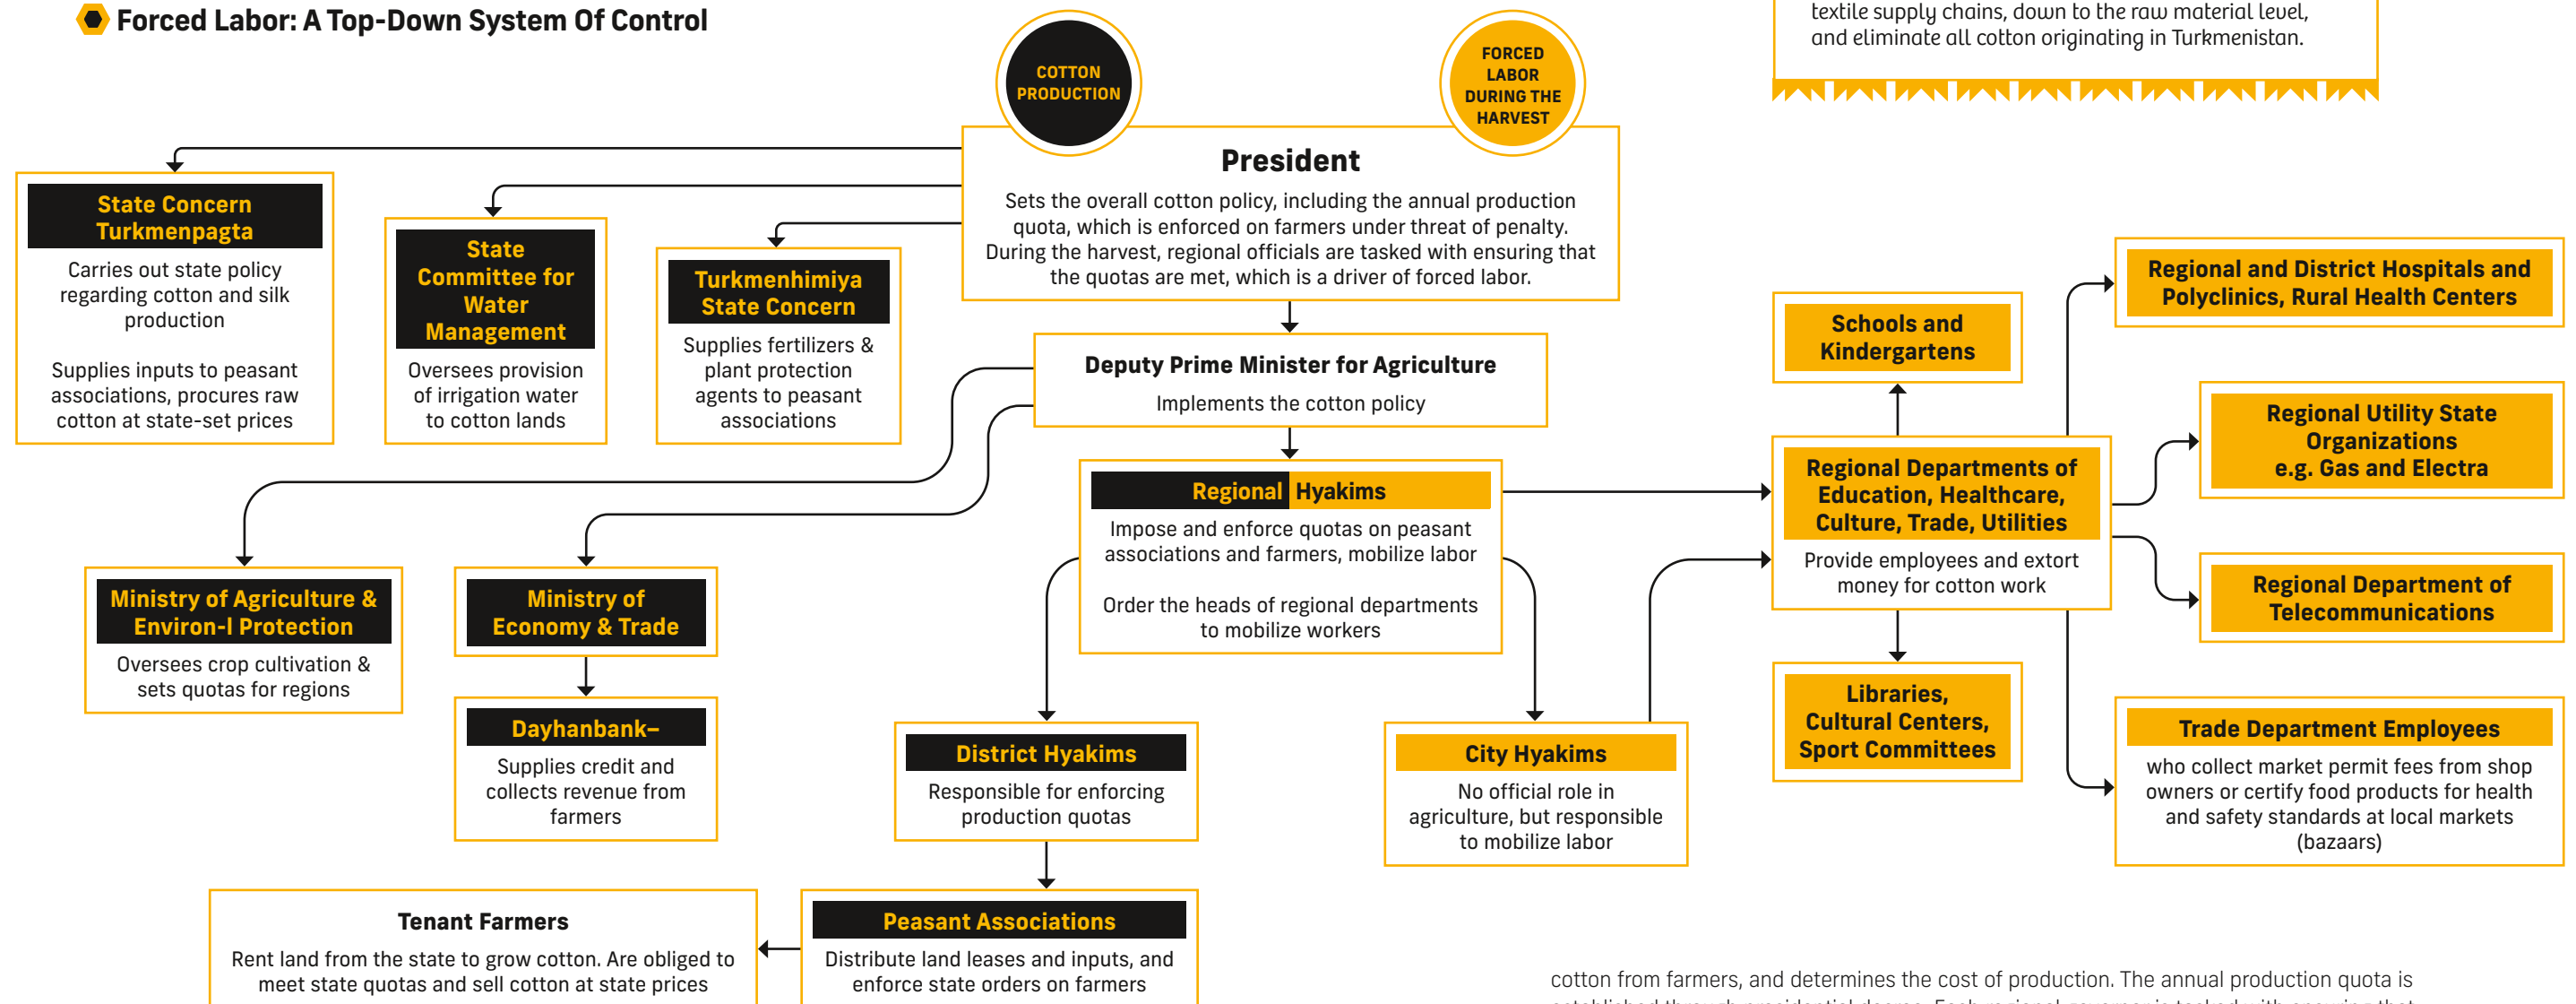 Forced Labor: A Top-Down System Of Control
textile supply chains, down to the raw material level,
and eliminate all cotton originating in Turkmenistan.
COTTON
PRODUCTION
FORCED
LABOR
DURING THE
HARVEST
President
Sets the overall cotton policy, including the annual production
quota, which is enforced on farmers under threat of penalty.
During the harvest, regional officials are tasked with ensuring that
the quotas are met, which is a driver of forced labor.
State Concern
Turkmenpagta
Carries out state policy
regarding cotton and silk
production
Supplies inputs to peasant
associations, procures raw
cotton at state-set prices
State
Committee for
Water
Management
Oversees provision
of irrigation water
to cotton lands
Turkmenhimiya
State Concern
Supplies fertilizers &
plant protection
agents to peasant
associations
Deputy Prime Minister for Agriculture
Implements the cotton policy
Regional Hyakims
Impose and enforce quotas on peasant
associations and farmers, mobilize labor
Order the heads of regional departments
to mobilize workers
Ministry of Agriculture &
Environ-l Protection
Oversees crop cultivation &
sets quotas for regions
Ministry of
Economy & Trade
Dayhanbank–
Supplies credit and
collects revenue from
farmers
District Hyakims
Responsible for enforcing
production quotas
City Hyakims
No official role in
agriculture, but responsible
to mobilize labor
Tenant Farmers
Rent land from the state to grow cotton. Are obliged to
meet state quotas and sell cotton at state prices
Peasant Associations
Distribute land leases and inputs, and
enforce state orders on farmers
Schools and
Kindergartens
Regional Departments of
Education, Healthcare,
Culture, Trade, Utilities
Provide employees and extort
money for cotton work
Libraries,
Cultural Centers,
Sport Committees
Regional and District Hospitals and
Polyclinics, Rural Health Centers
Regional Utility State
Organizations
e.g. Gas and Electra
Regional Department of
Telecommunications
Trade Department Employees
who collect market permit fees from shop
owners or certify food products for health
and safety standards at local markets
(bazaars)
cotton from farmers, and determines the cost of production. The annual production quota is